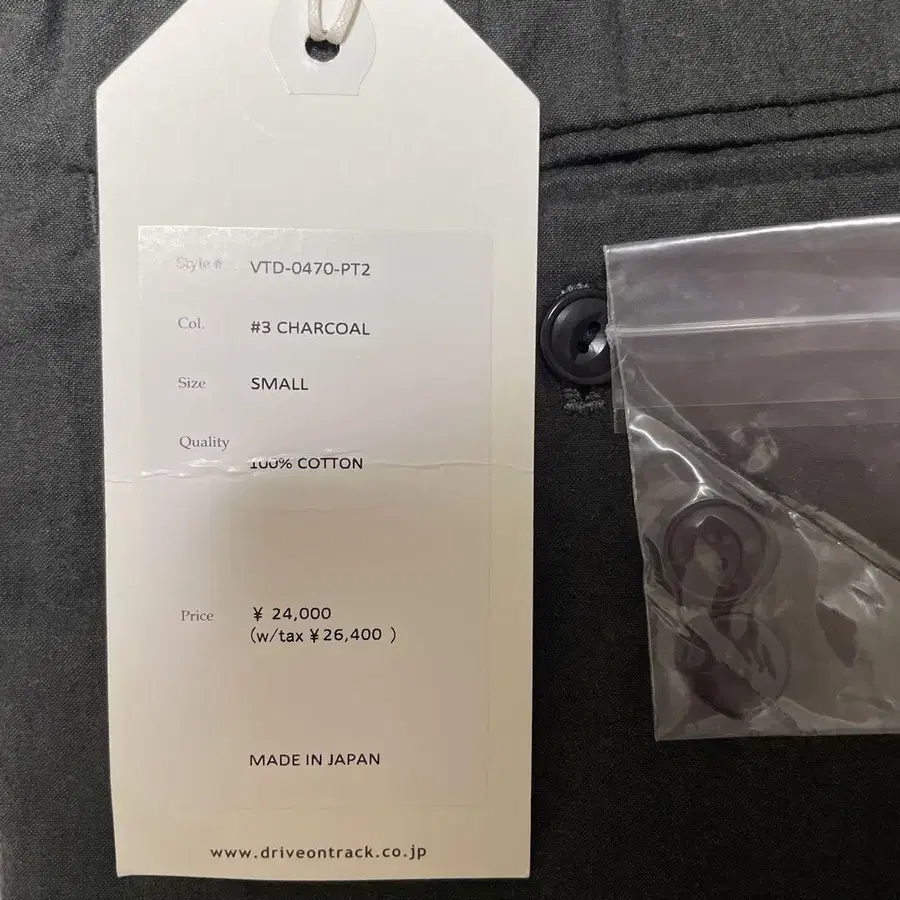 Style # VTD-0470-PT2
Col. #3 CHARCOAL
Size SMALL
Quality
100% COTTON
Price ¥ 24,000
(w/tax ¥26,400 )
MADE IN JAPAN
www.driveontrack.co.jp